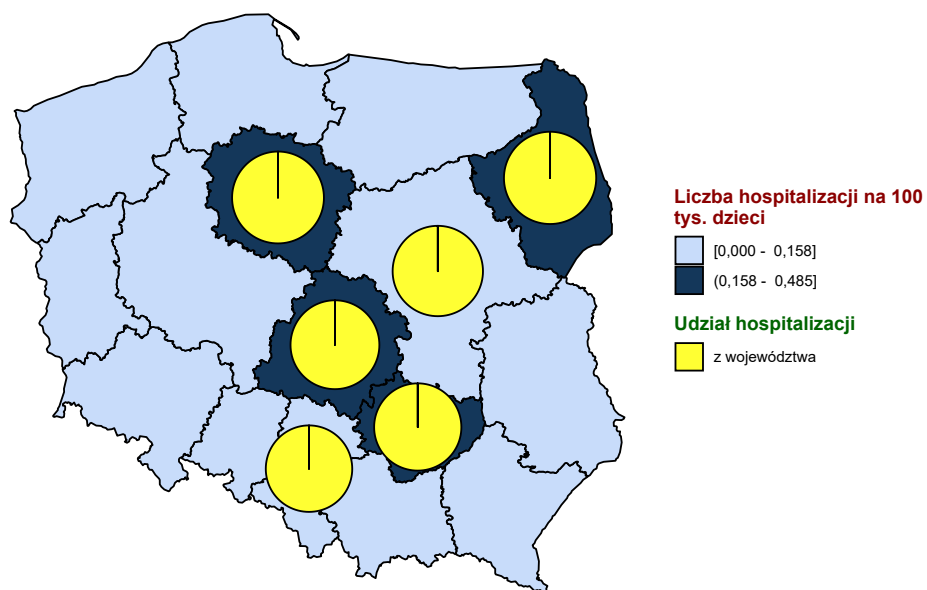 Liczba hospitalizacji na 100
tys. dzieci
[0,000 - 0,158]
(0,158 - 0,485]
Udział hospitalizacji
z województwa